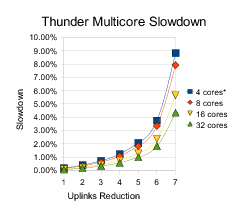 Thunder Multicore Slowdown
10.00%
9.00%
8.00%
7.00%
6.00%
5.00%
4.00%
3.00%
2.00%
1.00%
0.00%
Slowdown
1 2 3 4 5 6 7
Uplinks Reduction
4 cores*
8 cores
16 cores
32 cores